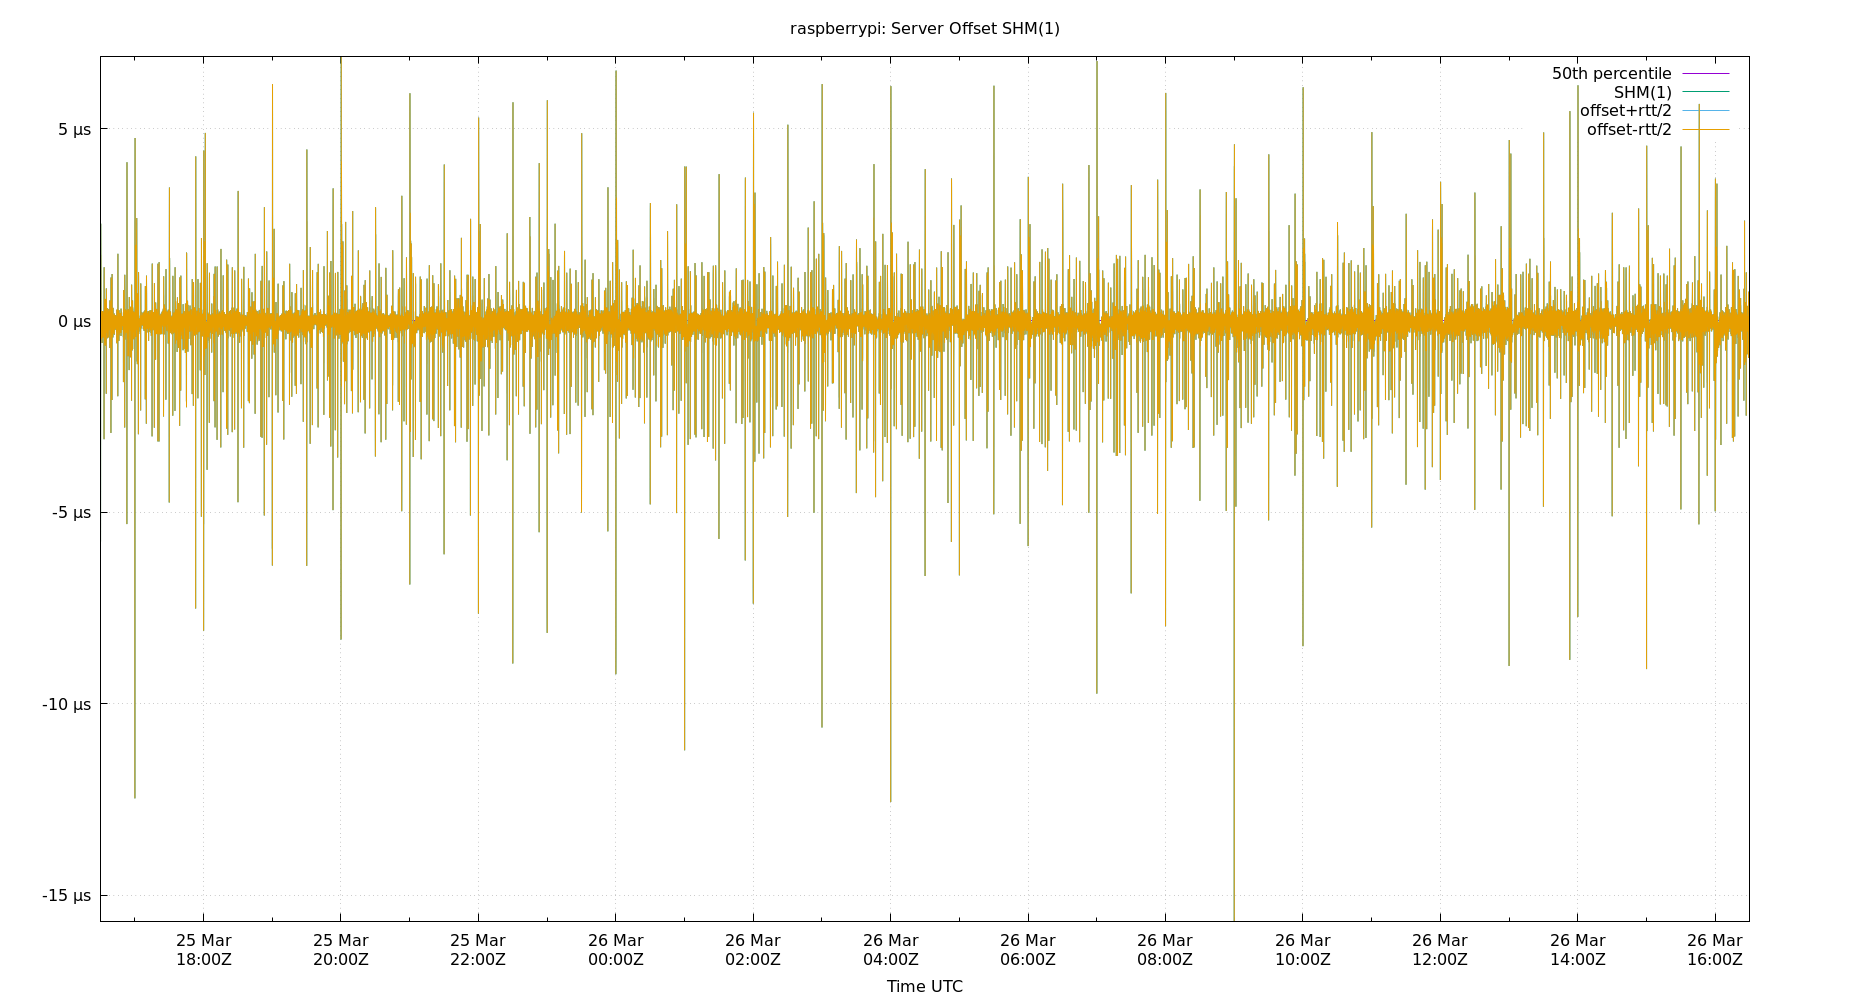 raspberrypi: Server Offset SHM(1)
50th percentile
SHM(1)
offset+rtt/2
offset-rtt/2
5 µs
0 µs
-5 µs
-10 µs
-15 µs
25 Mar 25 Mar 25 Mar 26 Mar 26 Mar 26 Mar 26 Mar 26 Mar 26 Mar 26 Mar 26 Mar 26 Mar
18:00Z 20:00Z 22:00Z 00:00Z 02:00Z 04:00Z 06:00Z 08:00Z 10:00Z 12:00Z 14:00Z 16:00Z
Time UTC